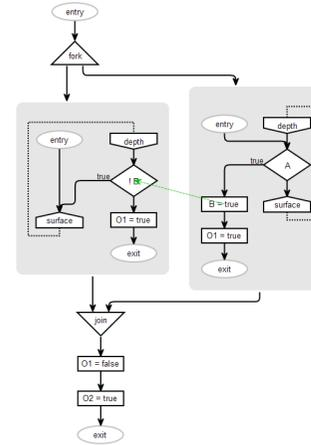 entry
fork
entry
depth
true
! B
surface
O1 = true
exit
entry
depth
true
A
B = true
surface
O1 = true
exit
join
O1 = false
O2 = true
exit